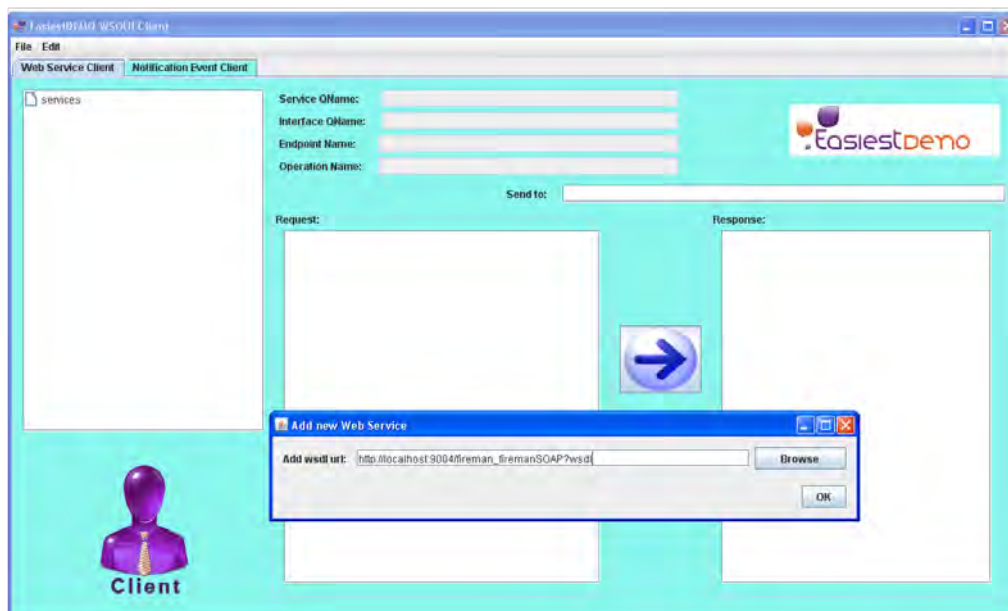 EasiestDEMO WSOUI Client
File Edit
Web Service Client Notification Event Client
services
Service QName:
Interface QName:
Endpoint Name:
Operation Name:
EasiestDemo
Send to:
Request:
Response:
Add new Web Service
Add wsdl url: http://localhost:9004/fireman_firemanSOAP?wsdl Browse
OK
Client